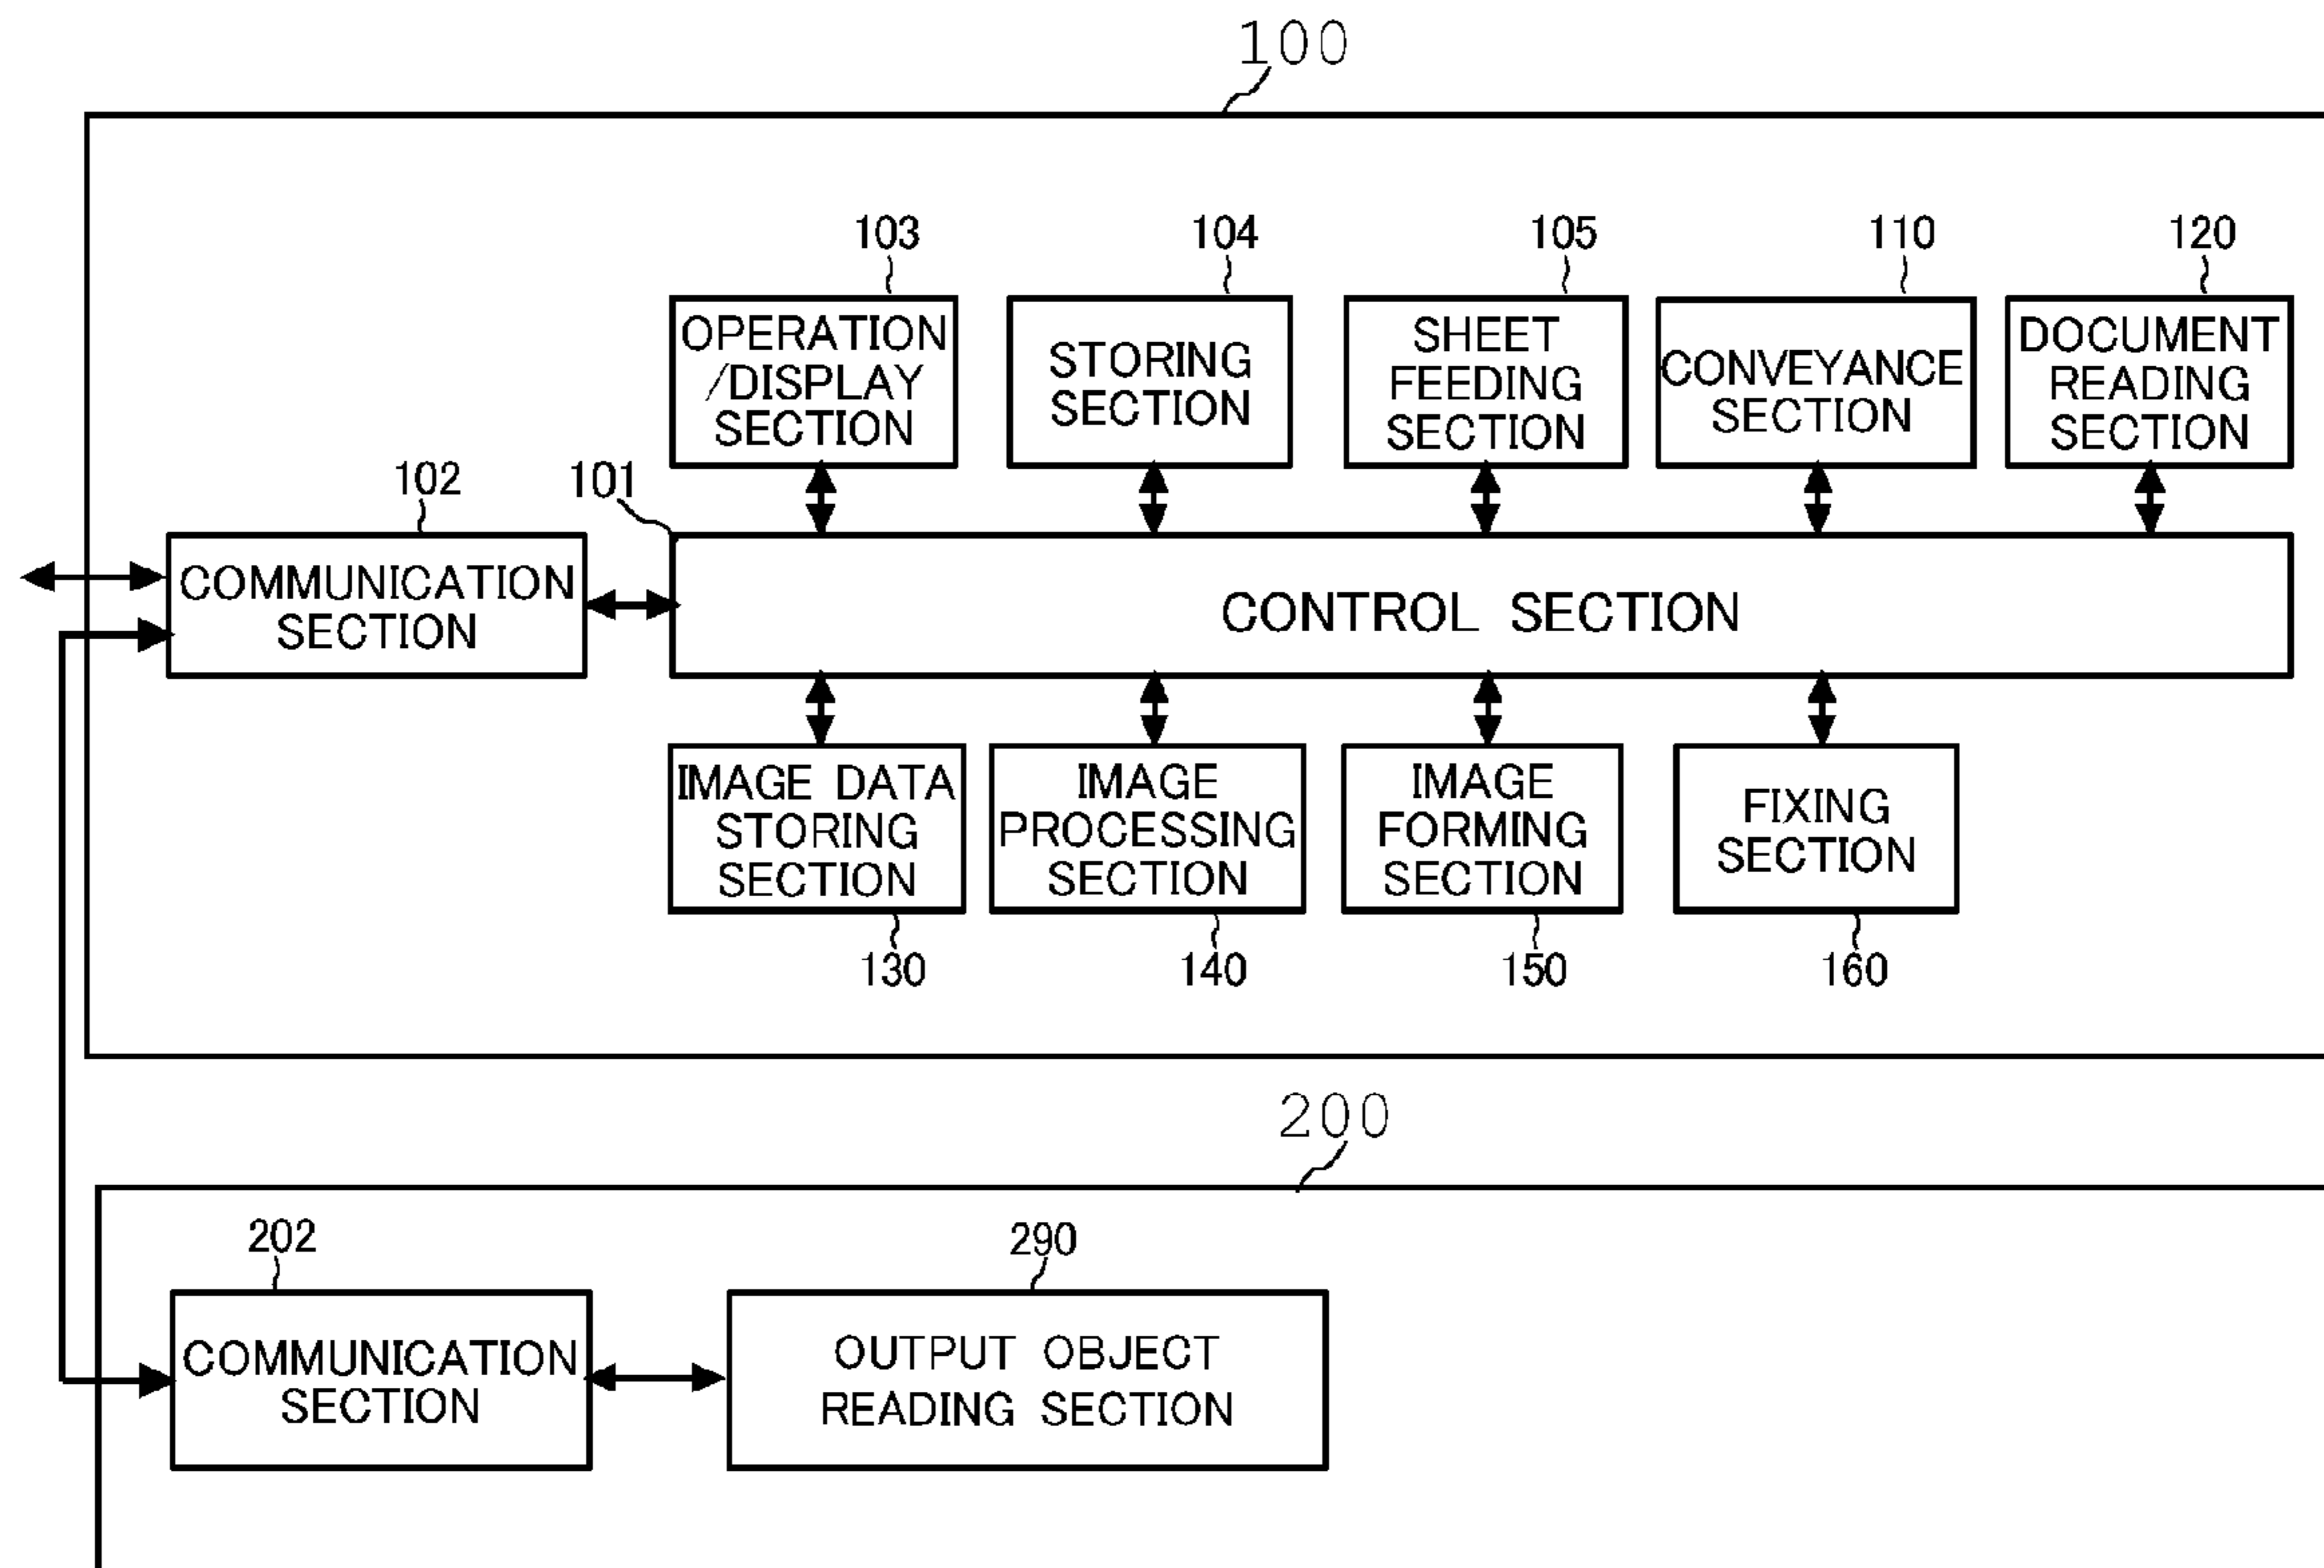 100
103
104
105
110
120
OPERATION
/DISPLAY
SECTION
STORING
SECTION
SHEET
FEEDING
SECTION
CONVEYANCE
SECTION
DOCUMENT
READING
SECTION
102
101
COMMUNICATION
SECTION
CONTROL SECTION
IMAGE DATA
STORING
SECTION
IMAGE
PROCESSING
SECTION
IMAGE
FORMING
SECTION
FIXING
SECTION
130
140
150
160
200
202
290
COMMUNICATION
SECTION
OUTPUT OBJECT
READING SECTION